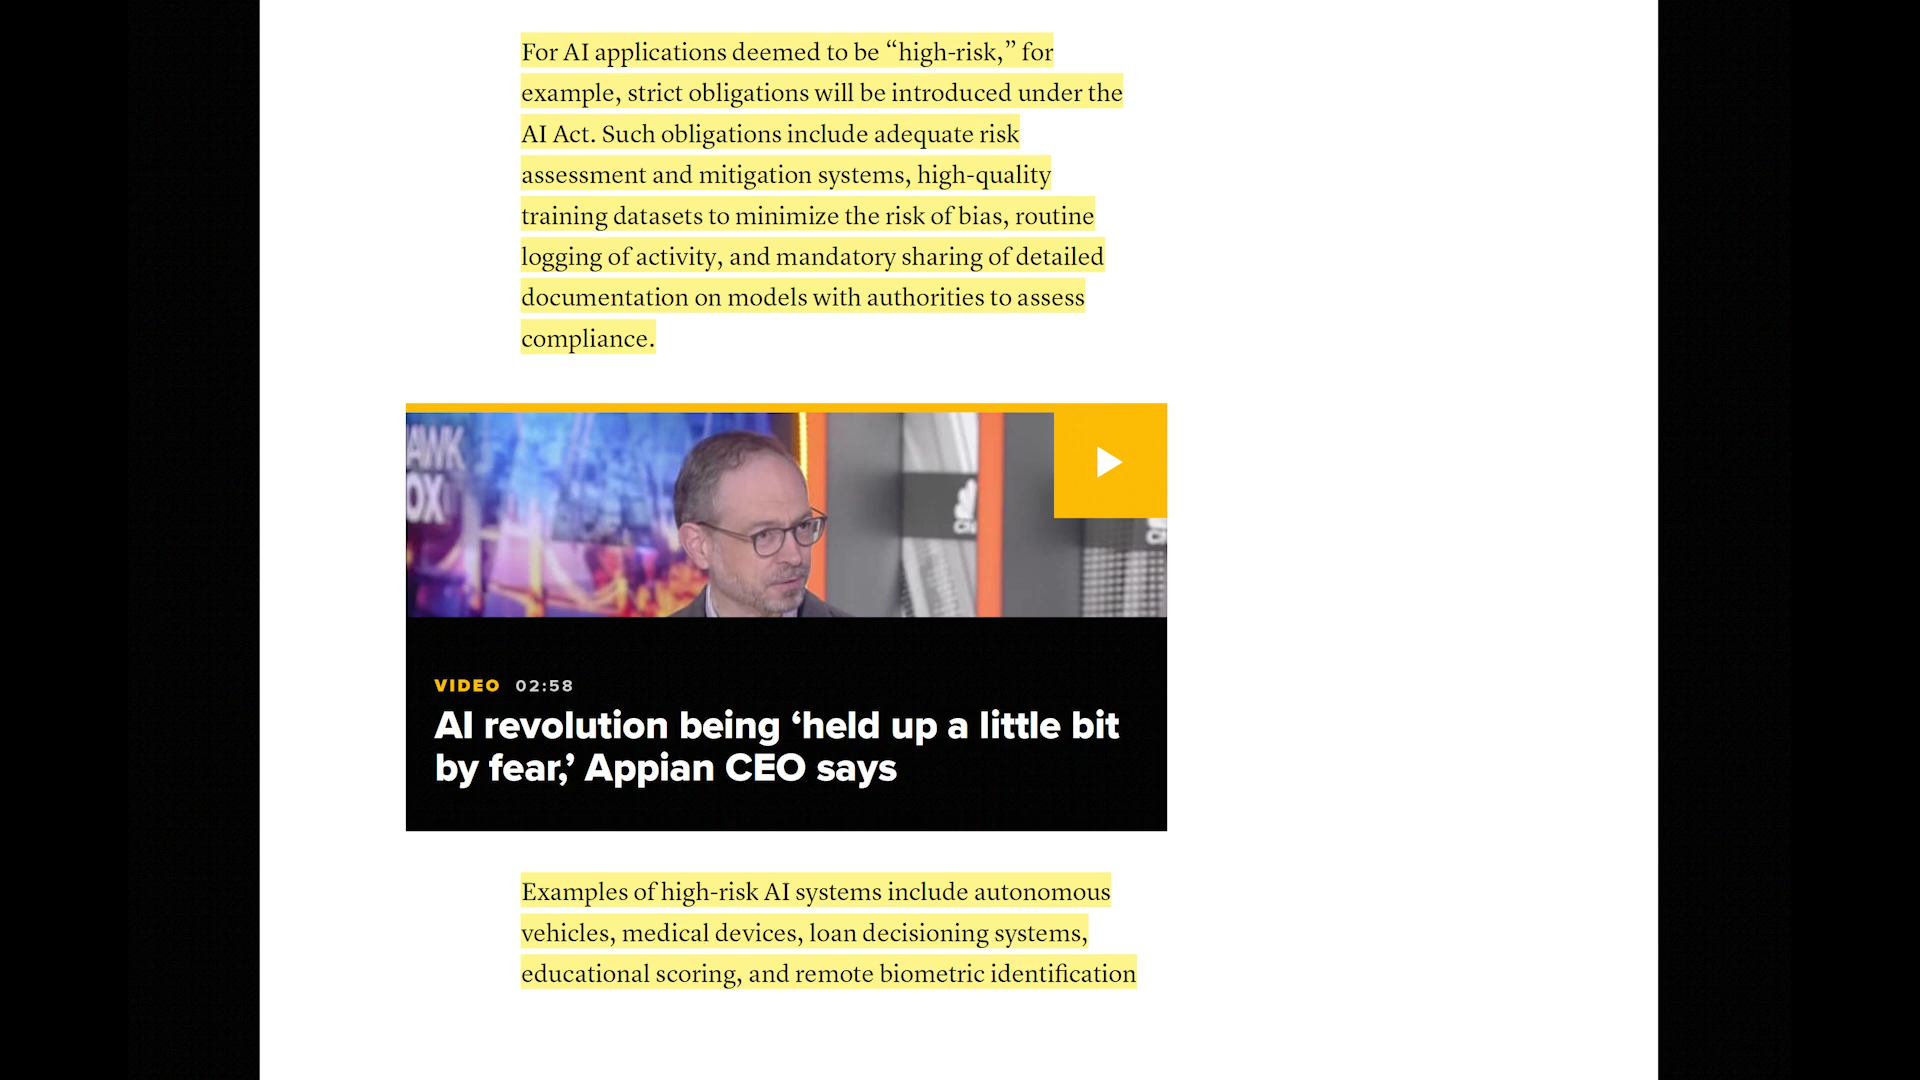 For AI applications deemed to be “high-risk,” for
example, strict obligations will be introduced under the
AI Act. Such obligations include adequate risk
assessment and mitigation systems, high-quality
training datasets to minimize the risk of bias, routine
logging of activity, and mandatory sharing of detailed
documentation on models with authorities to assess
compliance.
AWK
OX
VIDEO 02:58
AI revolution being ‘held up a little bit
by fear,’ Appian CEO says
Examples of high-risk AI systems include autonomous
vehicles, medical devices, loan decisioning systems,
educational scoring, and remote biometric identification